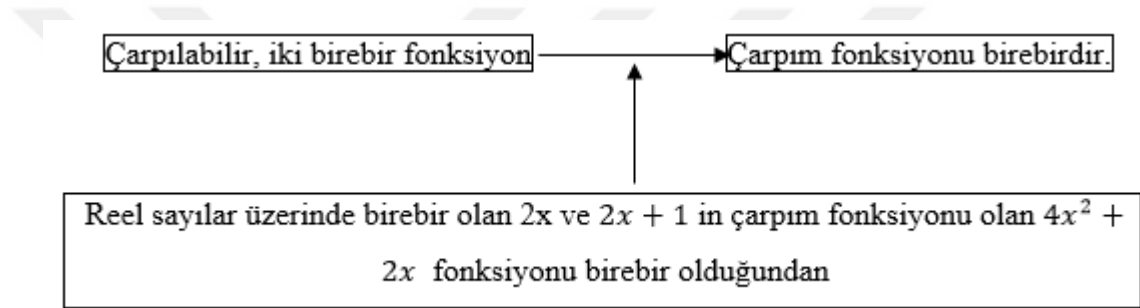 Çarpılabilir, iki birebir fonksiyon
Çarpım fonksiyonu birebirdir.
Reel sayılar üzerinde birebir olan 2x ve 2𝑥 + 1 in çarpım fonksiyonu olan 4𝑥² +
2𝑥 fonksiyonu birebir olduğundan